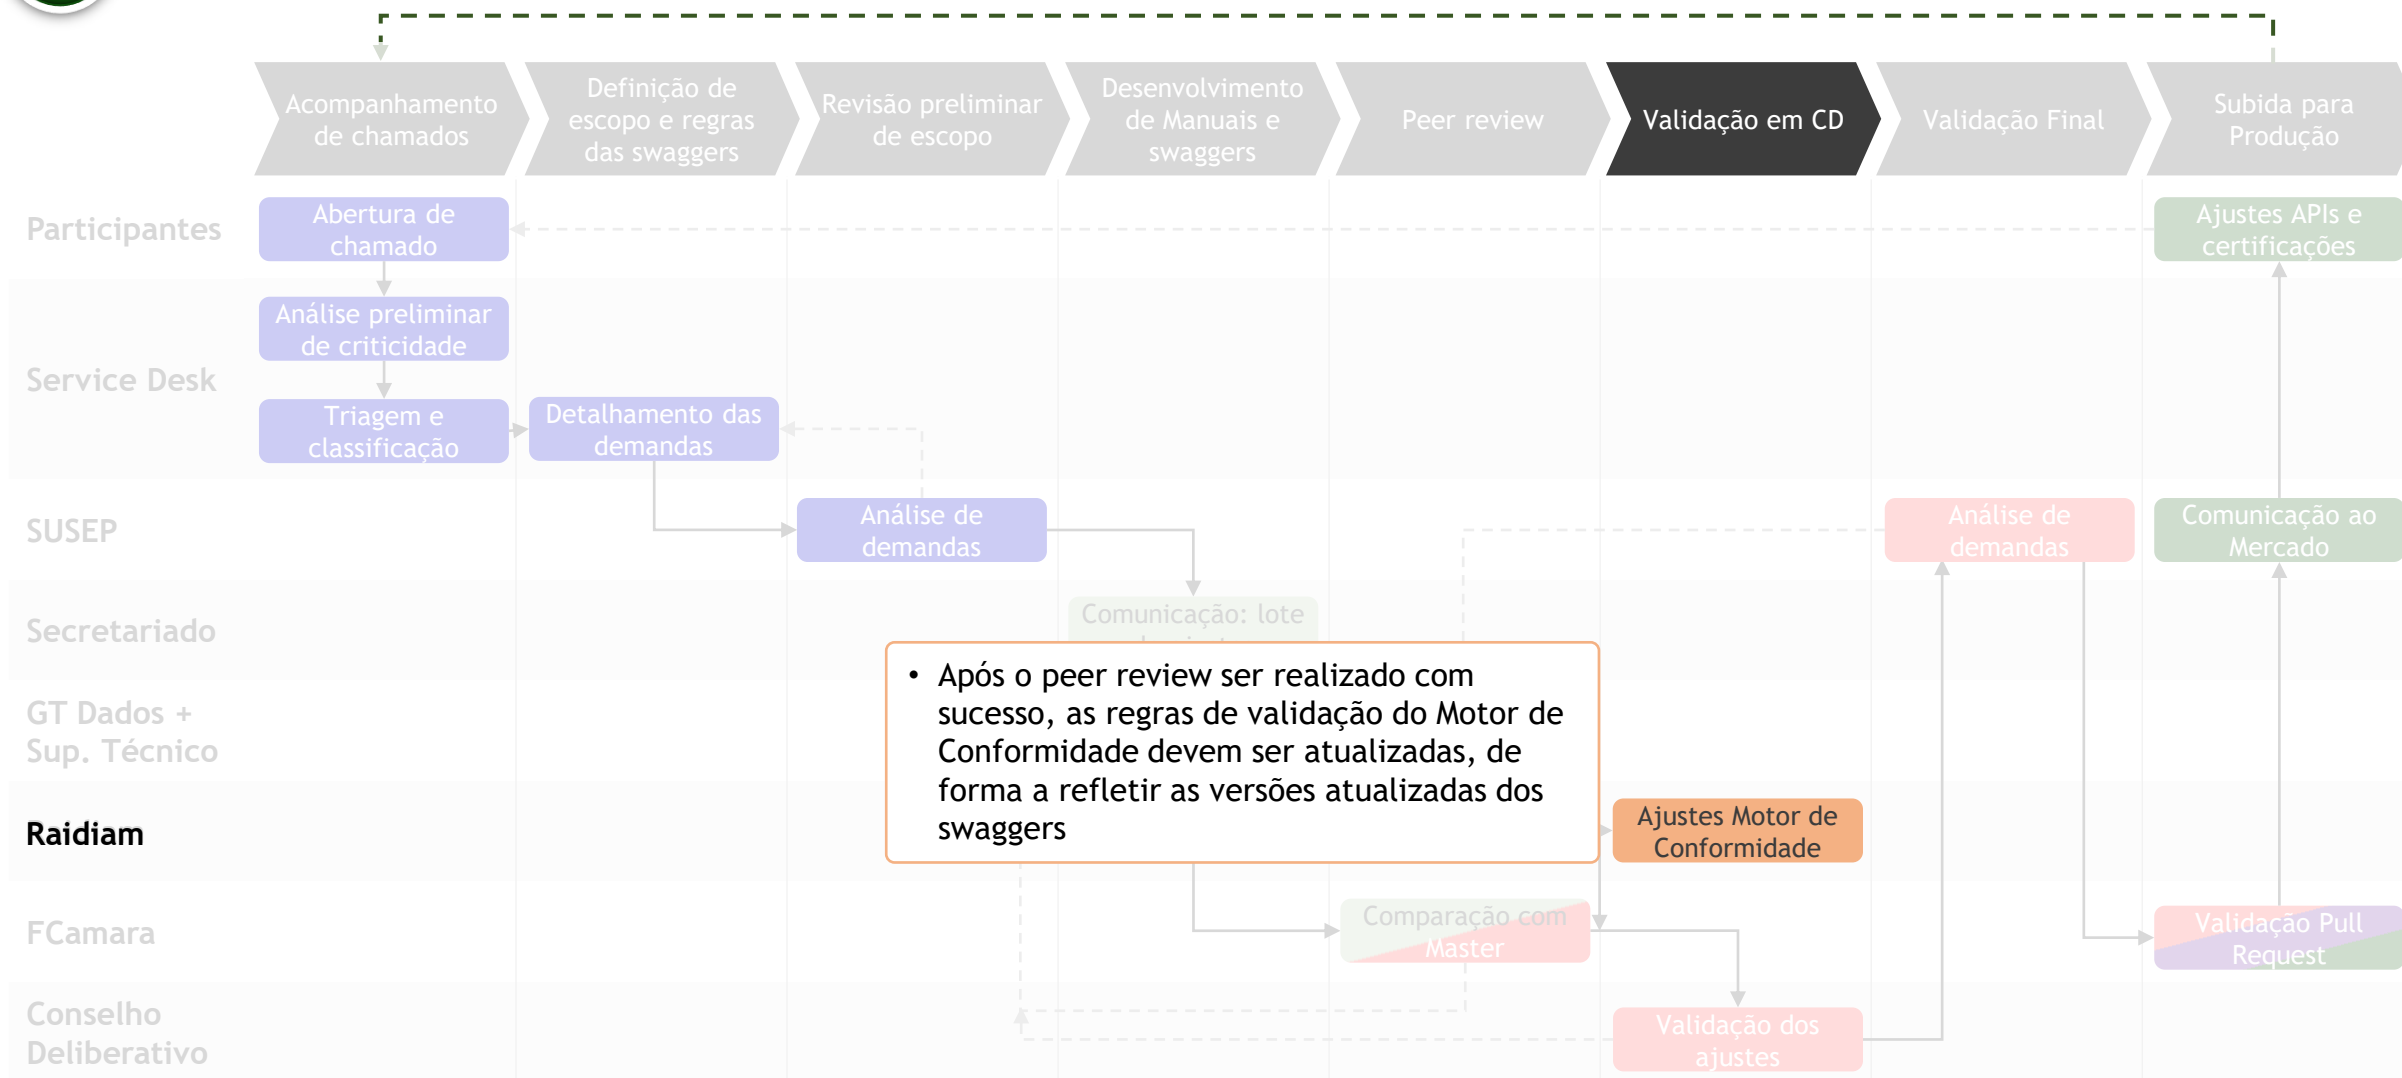 Acompanhamento
de chamados
Definição de
escopo e regras
das swaggers
Revisão preliminar
de escopo
Desenvolvimento
de Manuais e
swaggers
Peer review
Validação em CD
Validação Final
Subida para
Produção
Participantes
Abertura de
chamado
Ajustes APIs e
certificações
Service Desk
Análise preliminar
de criticidade
Triagem e
classificação
Detalhamento das
demandas
SUSEP
Análise de
demandas
Análise de
demandas
Comunicação ao
Mercado
Secretariado
Comunicação: lote
GT Dados +
Sup. Técnico
• Após o peer review ser realizado com
sucesso, as regras de validação do Motor de
Conformidade devem ser atualizadas, de
forma a refletir as versões atualizadas dos
swaggers
Raidiam
Ajustes Motor de
Conformidade
FCamara
Comparação com
Master
Validação Pull
Request
Conselho
Deliberativo
Validação dos
ajustes